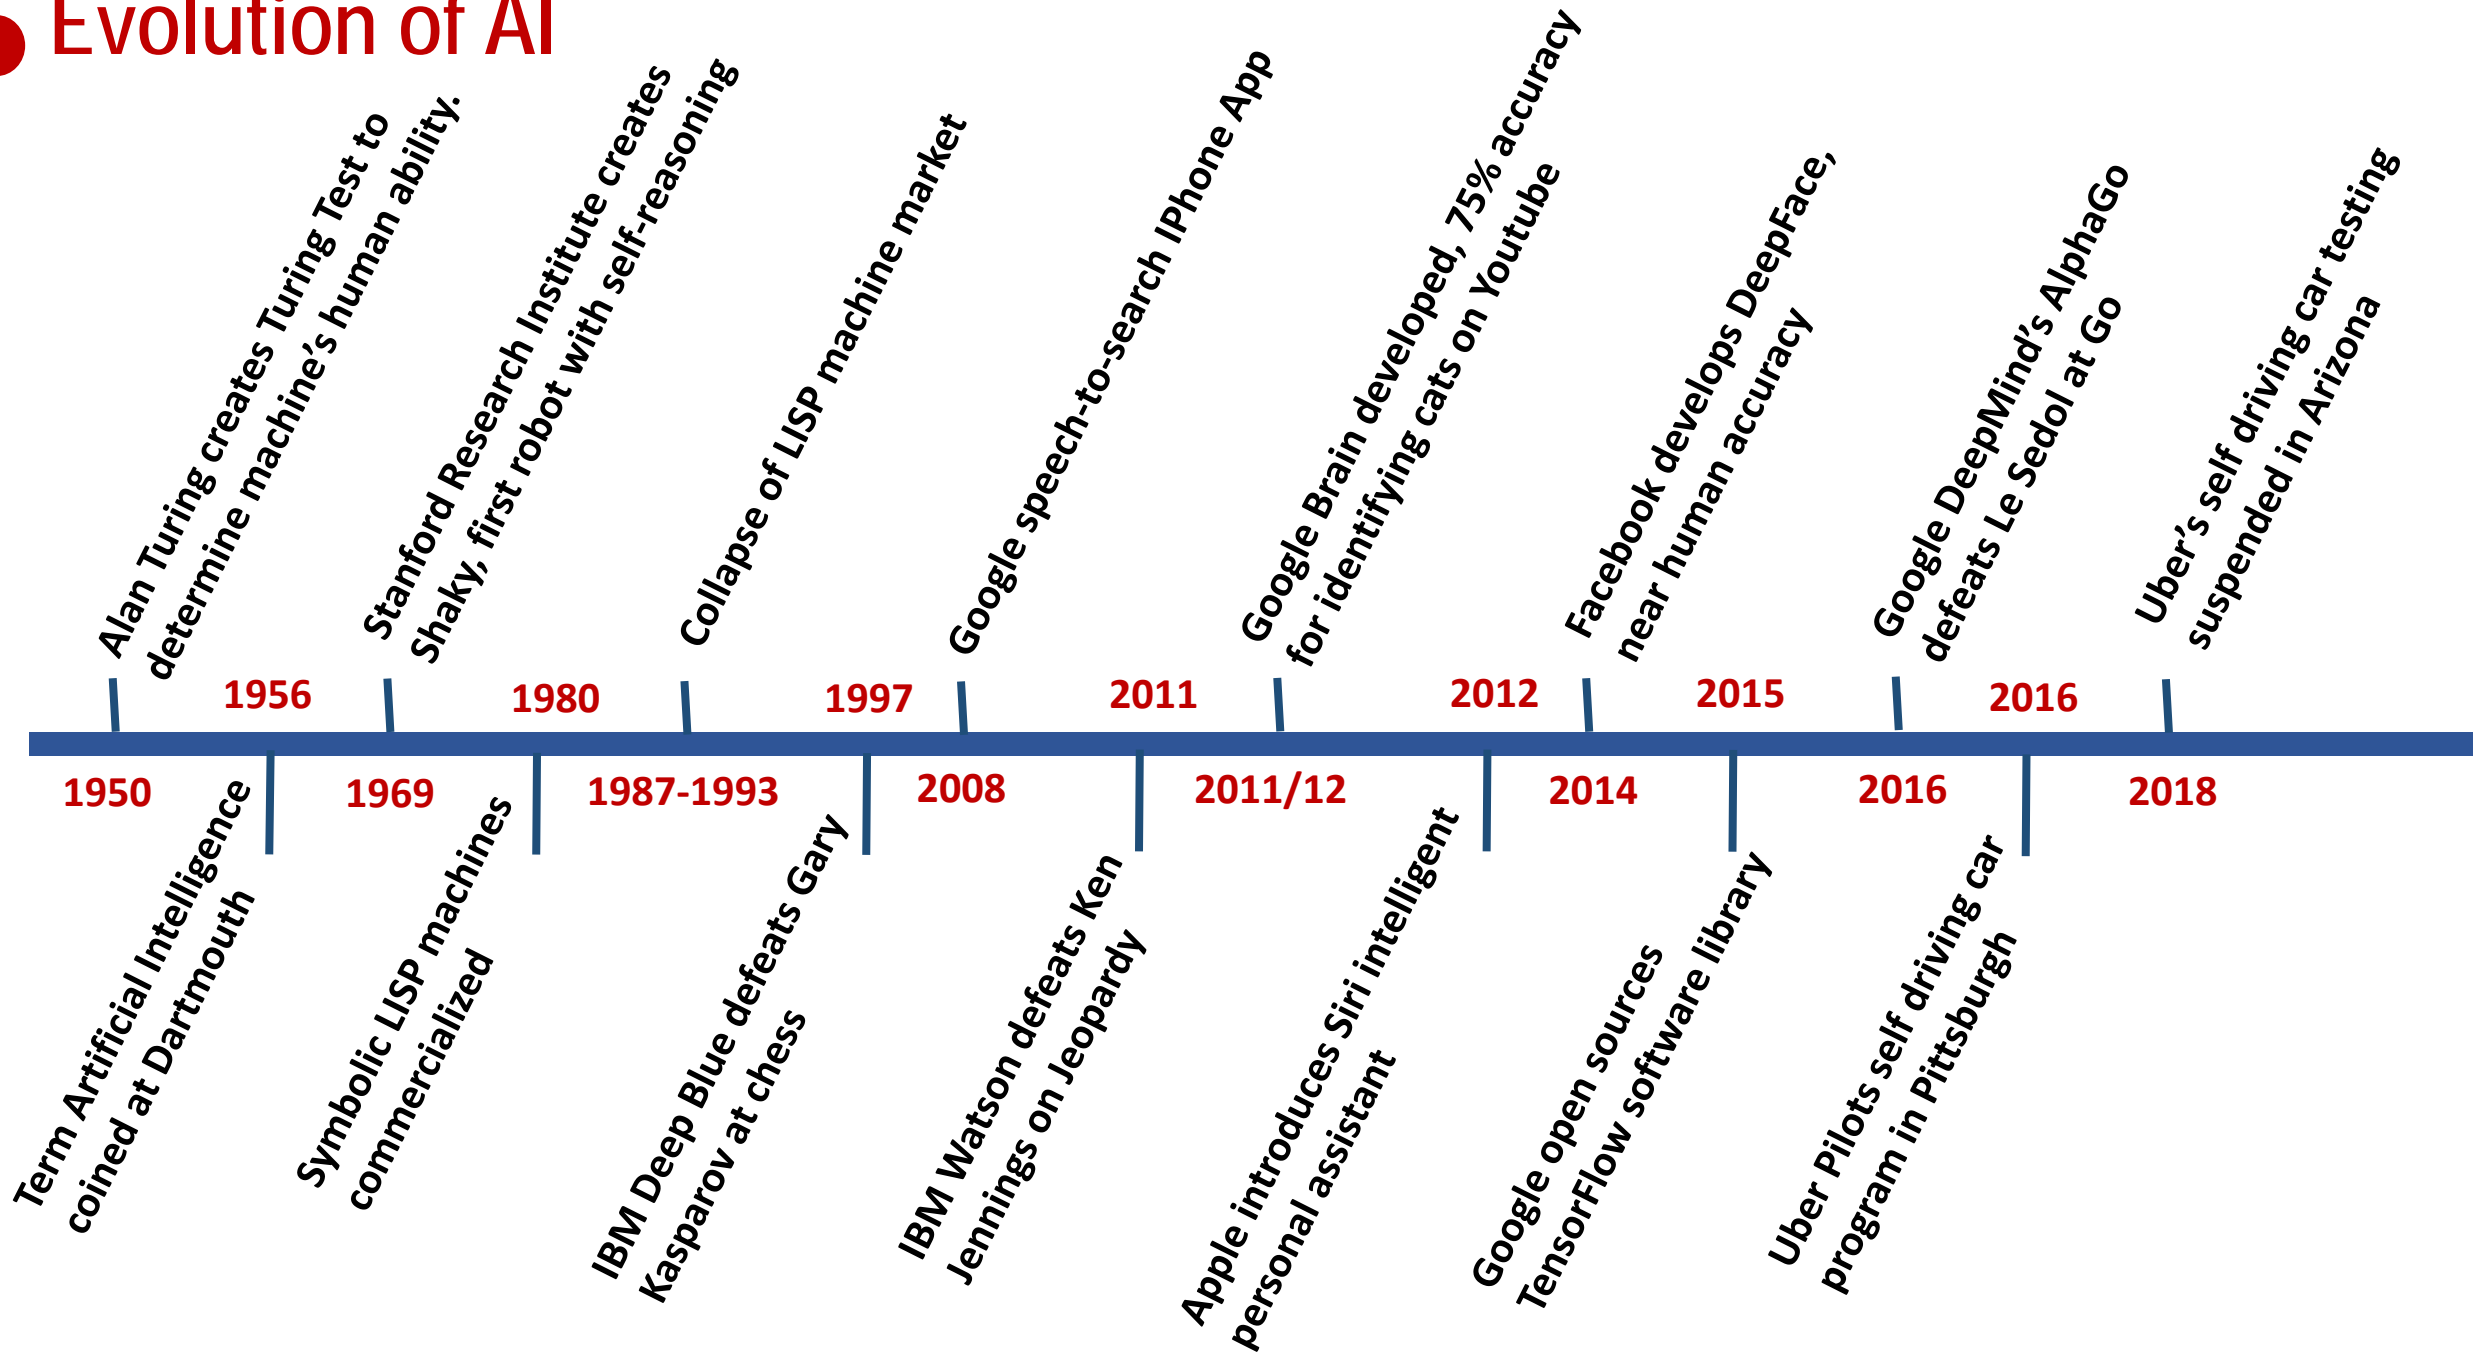 Evolution of AI
Alan Turing creates Turing Test to
determine machine’s human ability.
Stanford Research Institute creates
Shaky, first robot with self-reasoning
Collapse of LISP machine market
Google speech-to-search IPhone App
Google Brain developed, 75% accuracy
for identifying cats on Youtube
Facebook develops DeepFace,
near human accuracy
Google DeepMind’s AlphaGo
defeats Le Sedol at Go
Uber’s self driving car testing
suspended in Arizona
1956
1980
1997
2011
2012
2015
2016
1950
1969
1987-1993
2008
2011/12
2014
2016
2018
Term Artificial Intelligence
coined at Dartmouth
Symbolic LISP machines
commercialized
IBM Deep Blue defeats Gary
Kasparov at chess
IBM Watson defeats Ken
Jennings on Jeopardy
Apple introduces Siri intelligent
personal assistant
Google open sources
TensorFlow software library
Uber Pilots self driving car
program in Pittsburgh